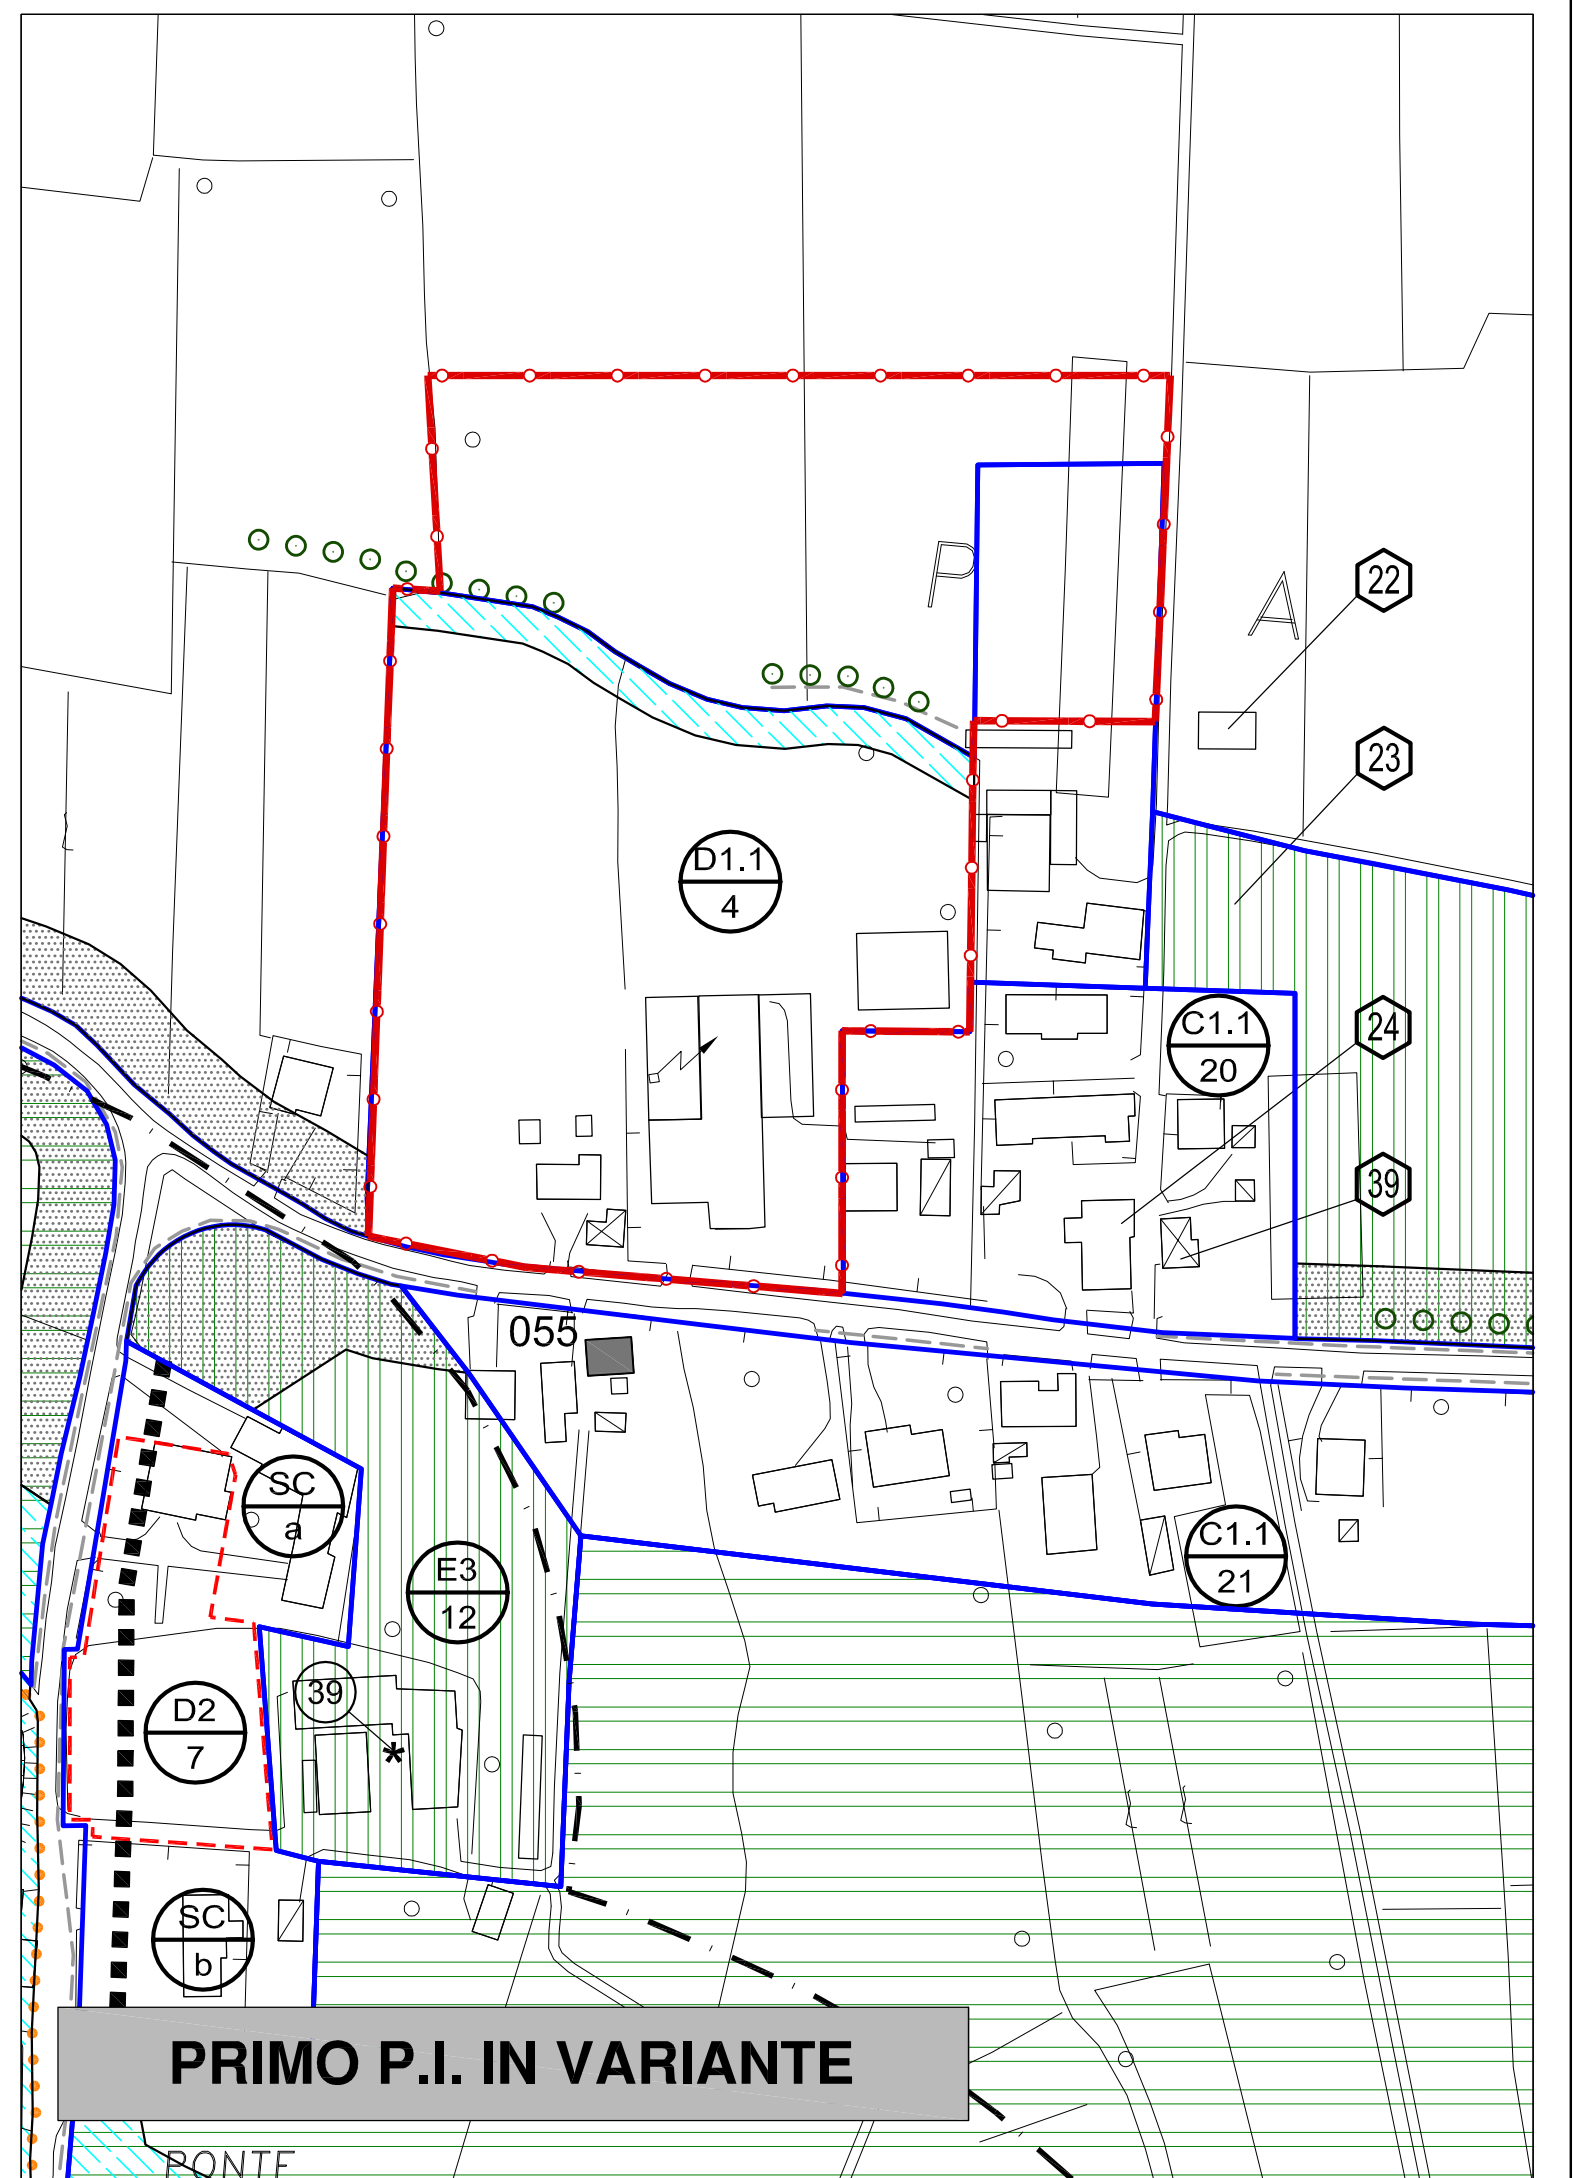 P
A
22
23
D1.1
4
C1.1
20
24
39
055
SC
a
E3
12
C1.1
21
39
*
D2
7
SC
b
PRIMO P.I. IN VARIANTE
PONTE